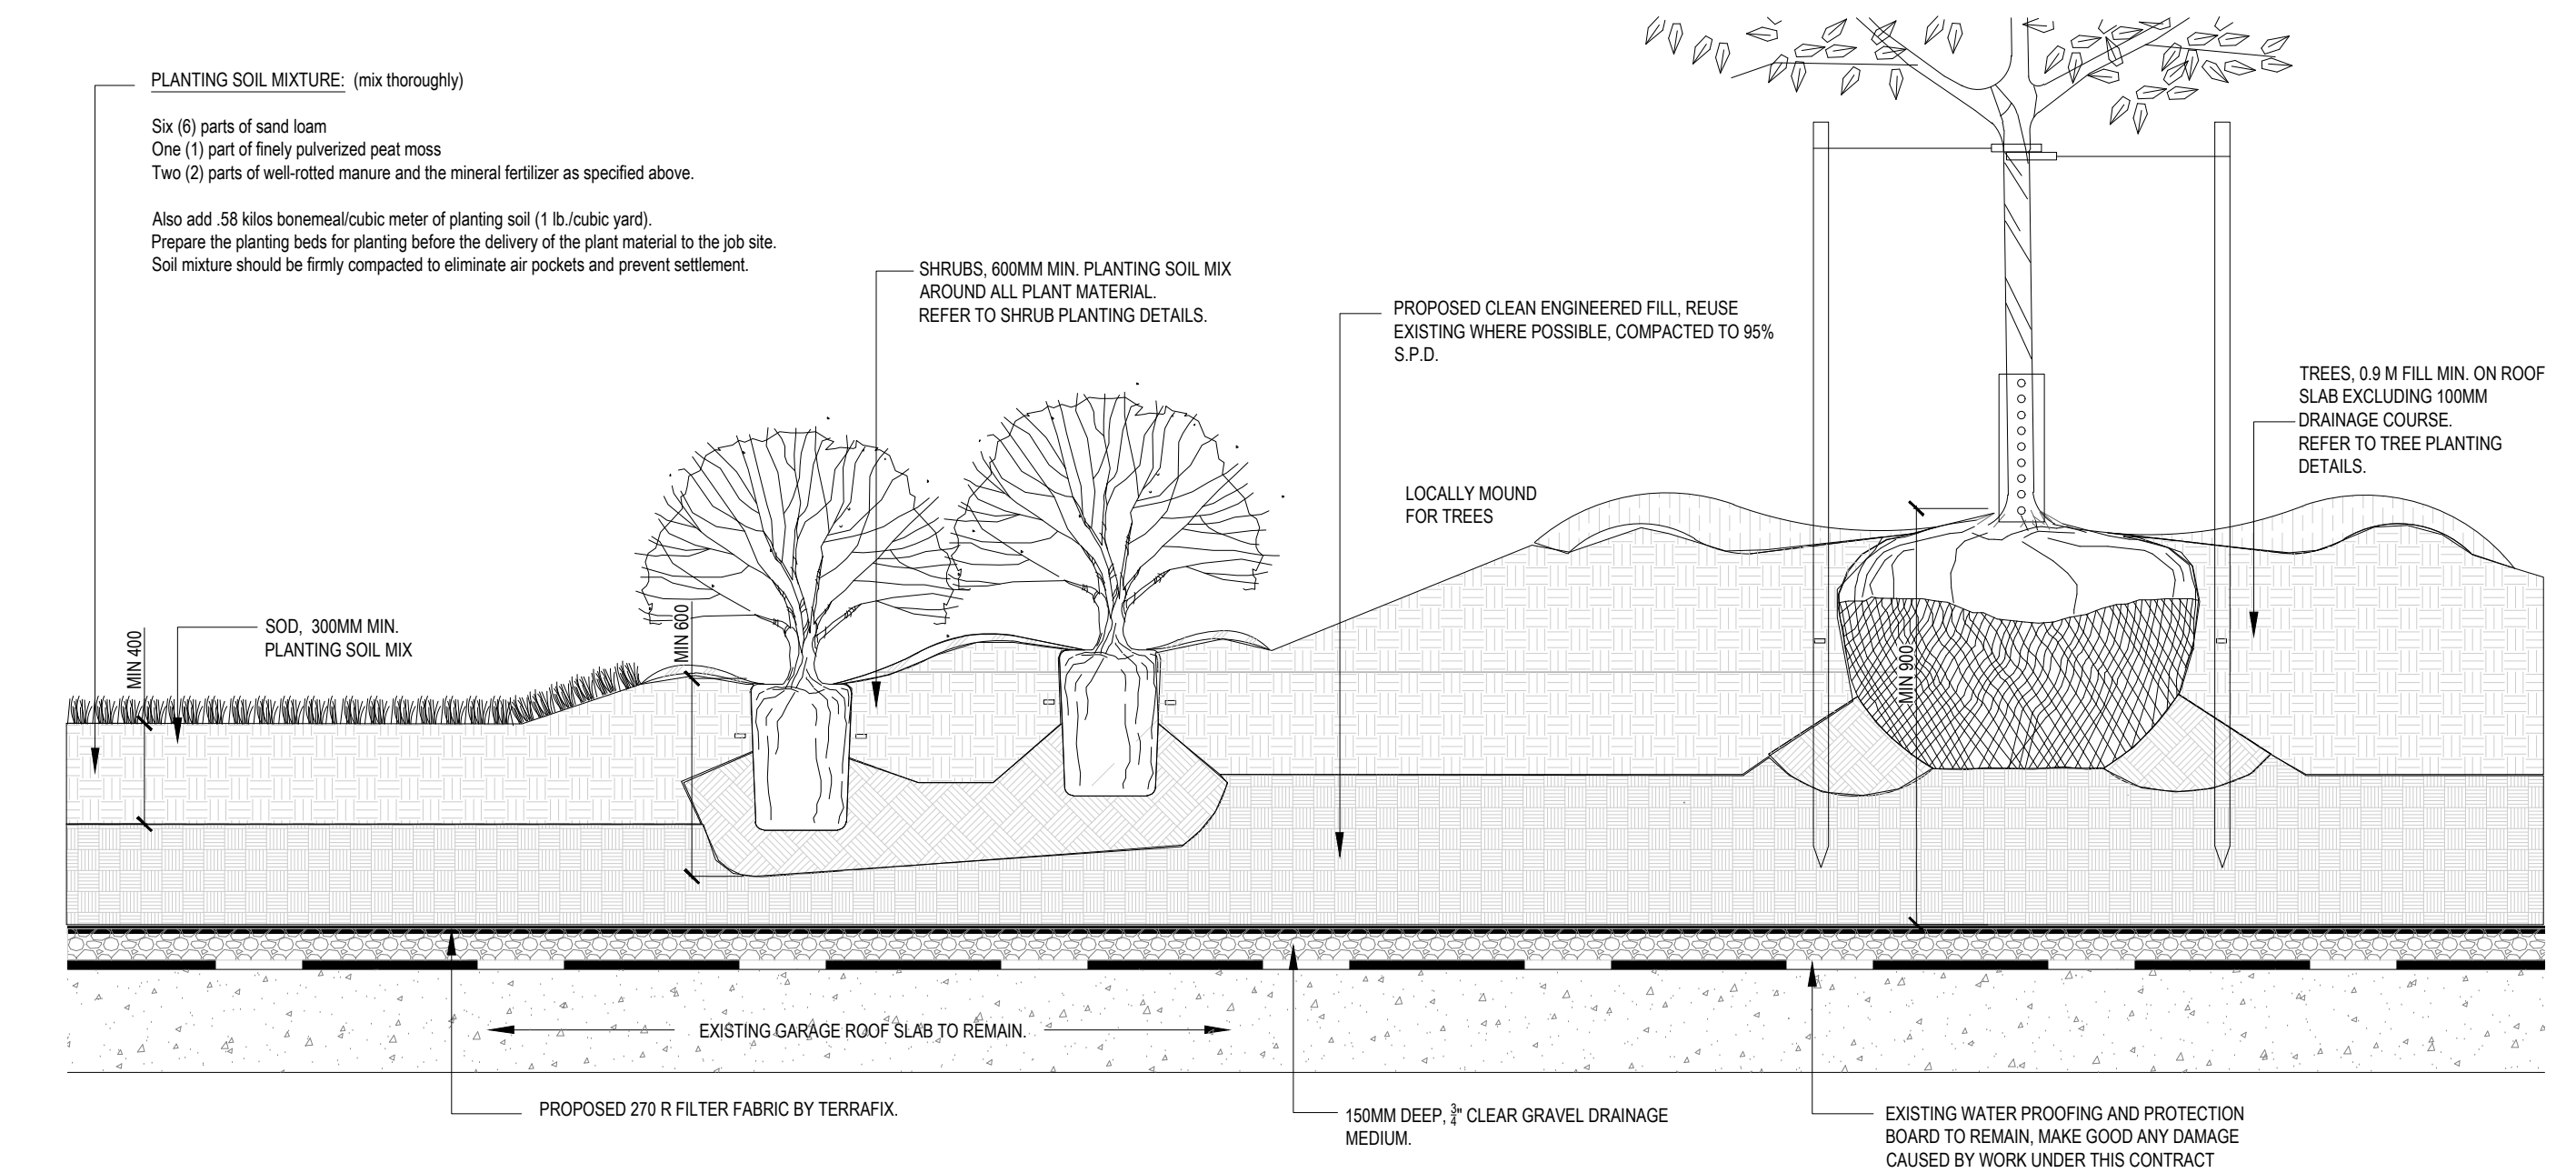 PLANTING SOIL MIXTURE: (mix thoroughly)
Six (6) parts of sand loam
One (1) part of finely pulverized peat moss
Two (2) parts of well-rotted manure and the mineral fertilizer as specified above.
Also add .58 kilos bonemeal/cubic meter of planting soil (1 lb./cubic yard).
Prepare the planting beds for planting before the delivery of the plant material to the job site.
Soil mixture should be firmly compacted to eliminate air pockets and prevent settlement.
SHRUBS, 600MM MIN. PLANTING SOIL MIX
AROUND ALL PLANT MATERIAL.
REFER TO SHRUB PLANTING DETAILS.
PROPOSED CLEAN ENGINEERED FILL, REUSE
EXISTING WHERE POSSIBLE, COMPACTED TO 95%
S.P.D.
TREES, 0.9 M FILL MIN. ON ROOF
SLAB EXCLUDING 100MM
DRAINAGE COURSE.
REFER TO TREE PLANTING
DETAILS.
LOCALLY MOUND
FOR TREES
SOD, 300MM MIN.
PLANTING SOIL MIX
MIN 400
MIN 600
MIN 900
EXISTING GARAGE ROOF SLAB TO REMAIN.
PROPOSED 270 R FILTER FABRIC BY TERRAFIX.
150MM DEEP, 3/4" CLEAR GRAVEL DRAINAGE
MEDIUM.
EXISTING WATER PROOFING AND PROTECTION
BOARD TO REMAIN, MAKE GOOD ANY DAMAGE
CAUSED BY WORK UNDER THIS CONTRACT